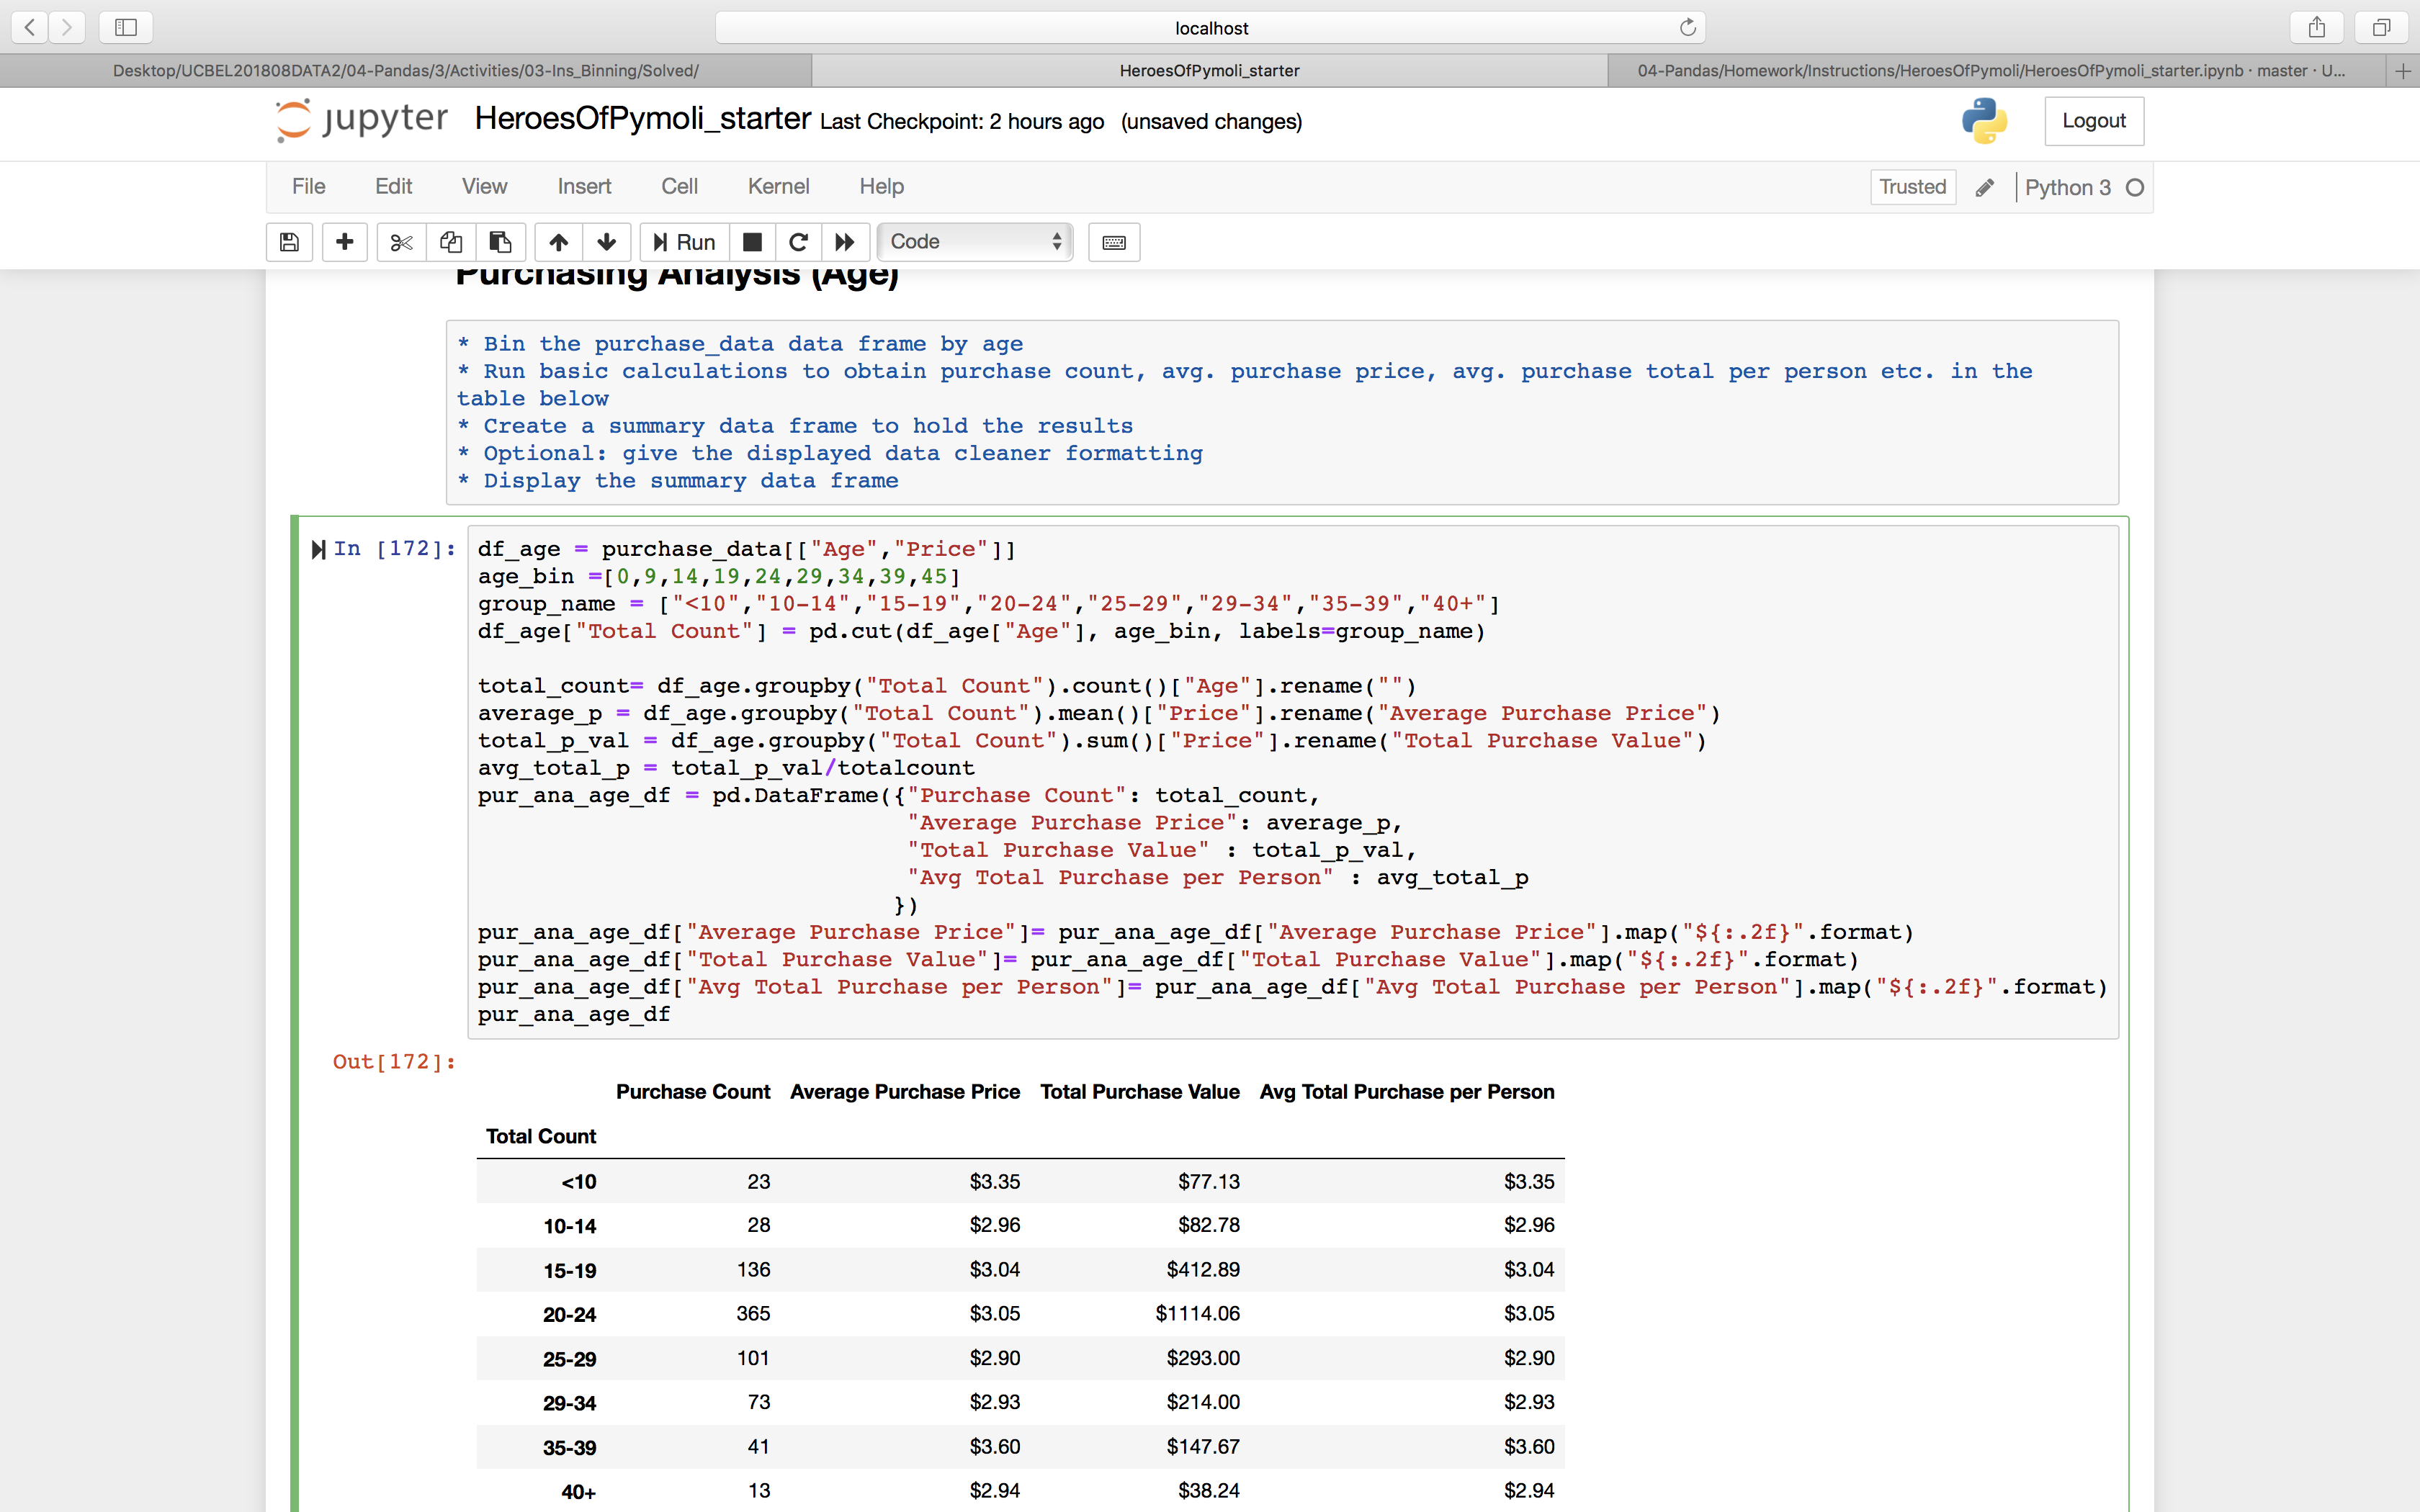 localhost
Desktop/UCBEL201808DATA2/04-Pandas/3/Activities/03-Ins_Binning/Solved/
HeroesOfPymoli_starter
04-Pandas/Homework/Instructions/HeroesOfPymoli/HeroesOfPymoli_starter.ipynb · master · U...
jupyter HeroesOfPymoli_starter Last Checkpoint: 2 hours ago (unsaved changes)
Logout
File Edit View Insert Cell Kernel Help
Trusted
Python 3
Run
Code
Purchasing Analysis (Age)
* Bin the purchase_data data frame by age
* Run basic calculations to obtain purchase count, avg. purchase price, avg. purchase total per person etc. in the
table below
* Create a summary data frame to hold the results
* Optional: give the displayed data cleaner formatting
* Display the summary data frame
In [172]:
df_age = purchase_data[["Age","Price"]]
age_bin =[0,9,14,19,24,29,34,39,45]
group_name = ["<10","10-14","15-19","20-24","25-29","29-34","35-39","40+"]
df_age["Total Count"] = pd.cut(df_age["Age"], age_bin, labels=group_name)
total_count= df_age.groupby("Total Count").count()["Age"].rename("")
average_p = df_age.groupby("Total Count").mean()["Price"].rename("Average Purchase Price")
total_p_val = df_age.groupby("Total Count").sum()["Price"].rename("Total Purchase Value")
avg_total_p = total_p_val/totalcount
pur_ana_age_df = pd.DataFrame({"Purchase Count": total_count,
"Average Purchase Price": average_p,
"Total Purchase Value" : total_p_val,
"Avg Total Purchase per Person" : avg_total_p
})
pur_ana_age_df["Average Purchase Price"]= pur_ana_age_df["Average Purchase Price"].map("${:.2f}".format)
pur_ana_age_df["Total Purchase Value"]= pur_ana_age_df["Total Purchase Value"].map("${:.2f}".format)
pur_ana_age_df["Avg Total Purchase per Person"]= pur_ana_age_df["Avg Total Purchase per Person"].map("${:.2f}".format)
pur_ana_age_df
Out[172]:
Purchase Count Average Purchase Price Total Purchase Value Avg Total Purchase per Person
Total Count
<10 23 $3.35 $77.13 $3.35
10-14 28 $2.96 $82.78 $2.96
15-19 136 $3.04 $412.89 $3.04
20-24 365 $3.05 $1114.06 $3.05
25-29 101 $2.90 $293.00 $2.90
29-34 73 $2.93 $214.00 $2.93
35-39 41 $3.60 $147.67 $3.60
40+ 13 $2.94 $38.24 $2.94